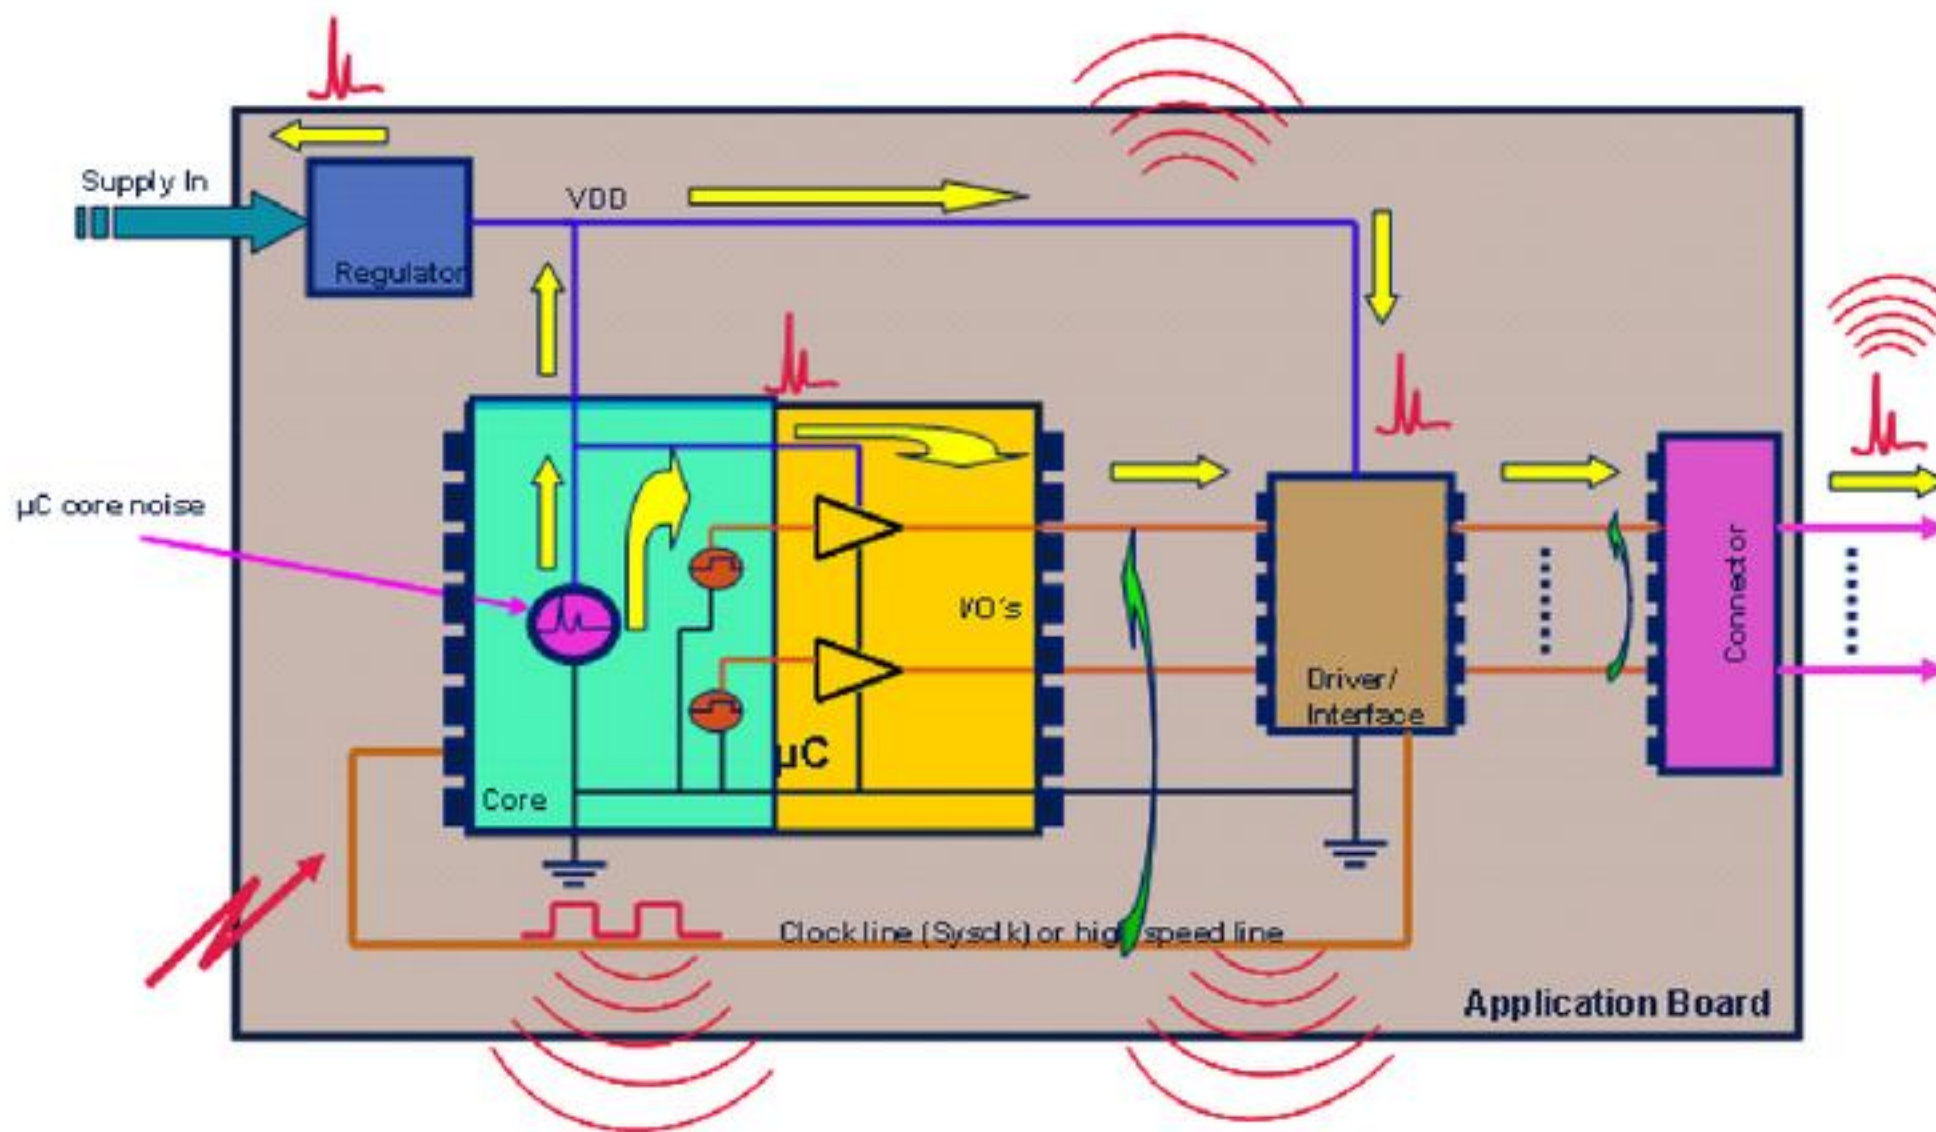 Supply In
VDD
Regulator
µC core noise
I/O's
Connector
Driver/
Interface
µC
Core
Clock line (Sysclk) or high speed line
Application Board